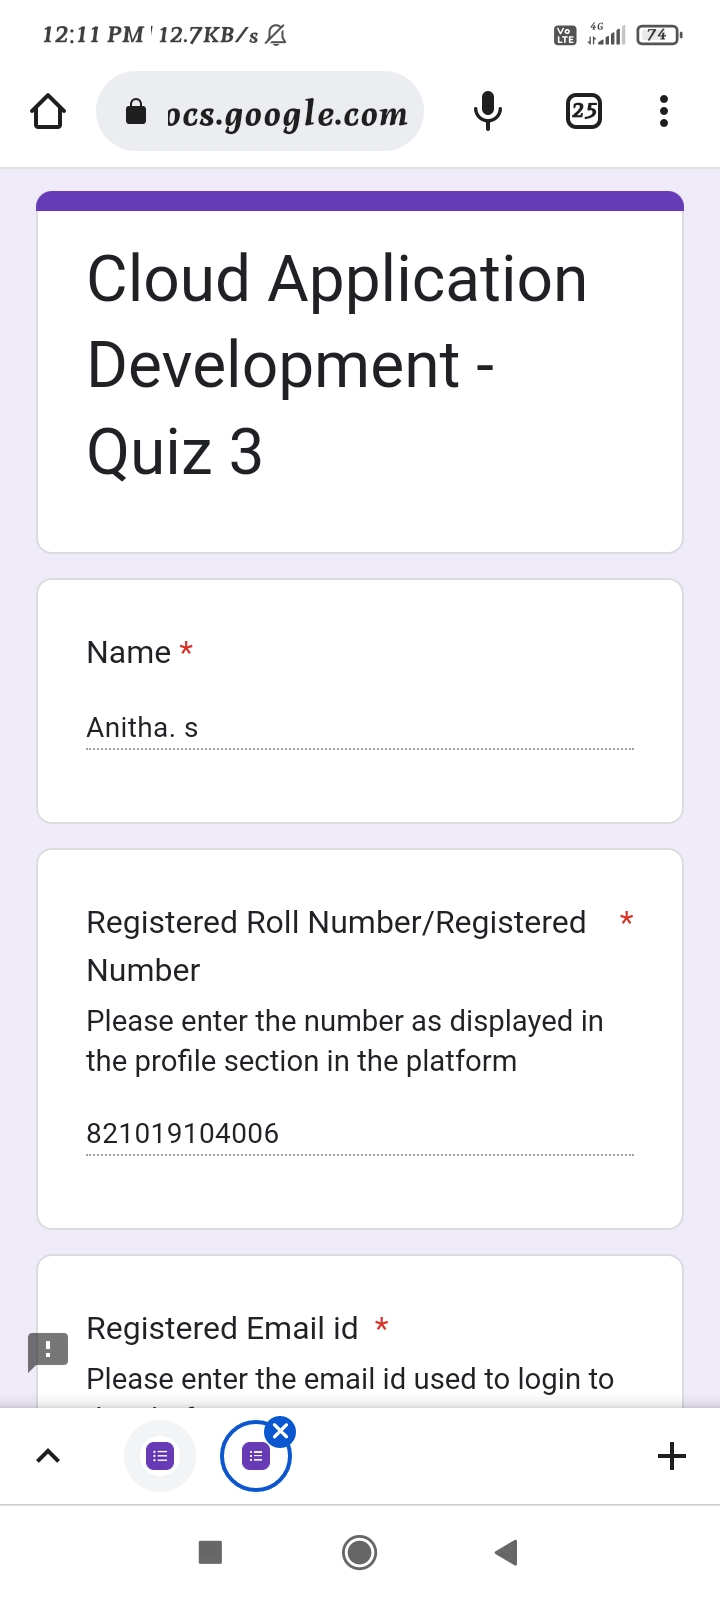 12:11 PM 12.7KB/s
Vo LTE 4G 74
ocs.google.com
25
Cloud Application
Development -
Quiz 3
Name *
Anitha. s
Registered Roll Number/Registered *
Number
Please enter the number as displayed in
the profile section in the platform
821019104006
Registered Email id *
Please enter the email id used to login to